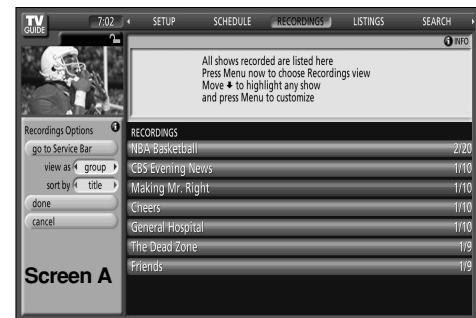 TV
GUIDE
7:02 SETUP SCHEDULE RECORDINGS LISTINGS SEARCH
i INFO
All shows recorded are listed here
Press Menu now to choose Recordings view
Move ↓ to highlight any show
and press Menu to customize
Recordings Options i
go to Service Bar
view as group
sort by title
done
cancel
Screen A
RECORDINGS
NBA Basketball 2/20
CBS Evening News 1/10
Making Mr. Right 1/10
Cheers 1/10
General Hospital 1/10
The Dead Zone 1/9
Friends 1/9